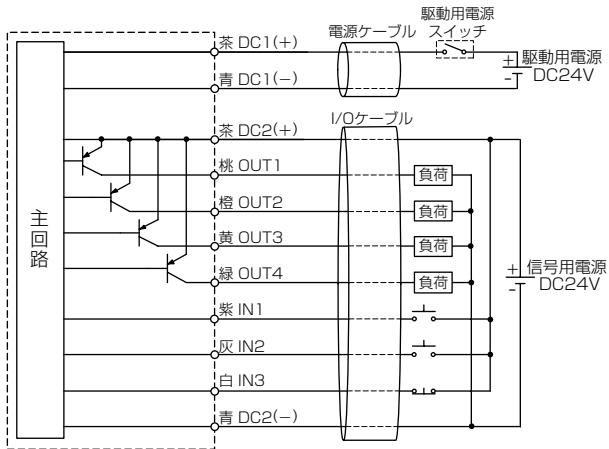 駆動用電源
スイッチ
電源ケーブル
茶 DC1(+)
+
駆動用電源
DC24V
-
青 DC1(−)
I/Oケーブル
茶 DC2(+)
桃 OUT1
負荷
橙 OUT2
負荷
黄 OUT3
負荷
緑 OUT4
負荷
主回路
+
信号用電源
DC24V
-
紫 IN1
灰 IN2
白 IN3
青 DC2(−)